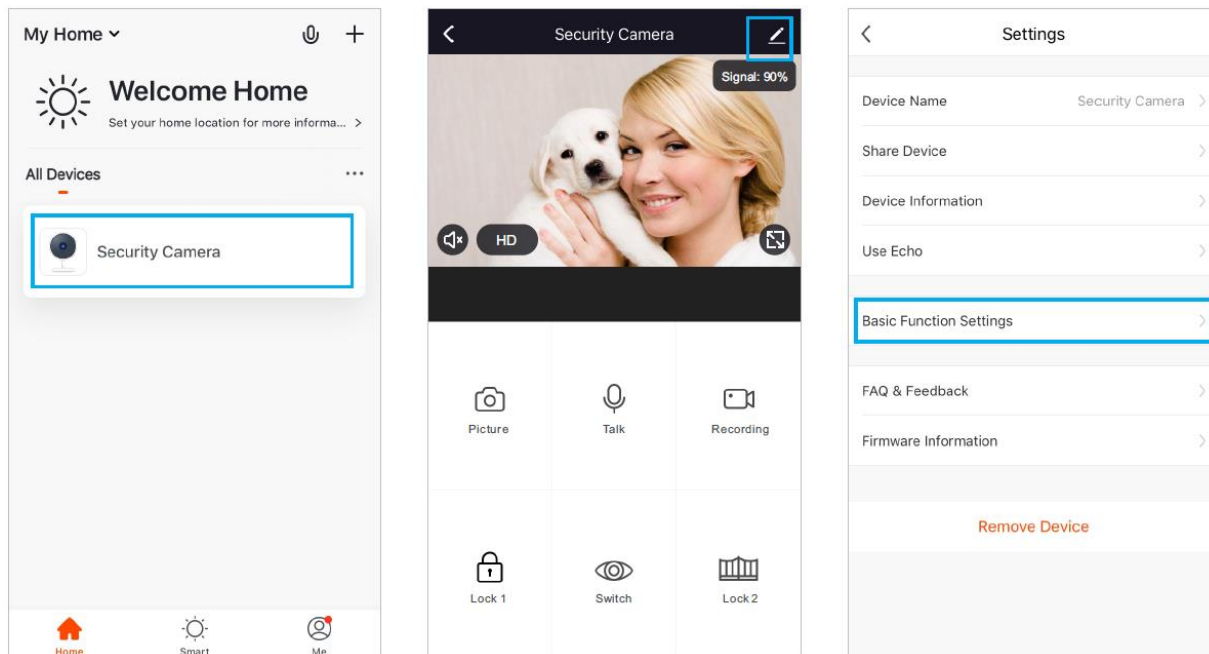 My Home
Welcome Home
Set your home location for more informa... >
All Devices
Security Camera
Home
Smart
Me
Security Camera
Signal: 90%
HD
Picture
Talk
Recording
Lock 1
Switch
Lock 2
Settings
Device Name
Security Camera
Share Device
Device Information
Use Echo
Basic Function Settings
FAQ & Feedback
Firmware Information
Remove Device